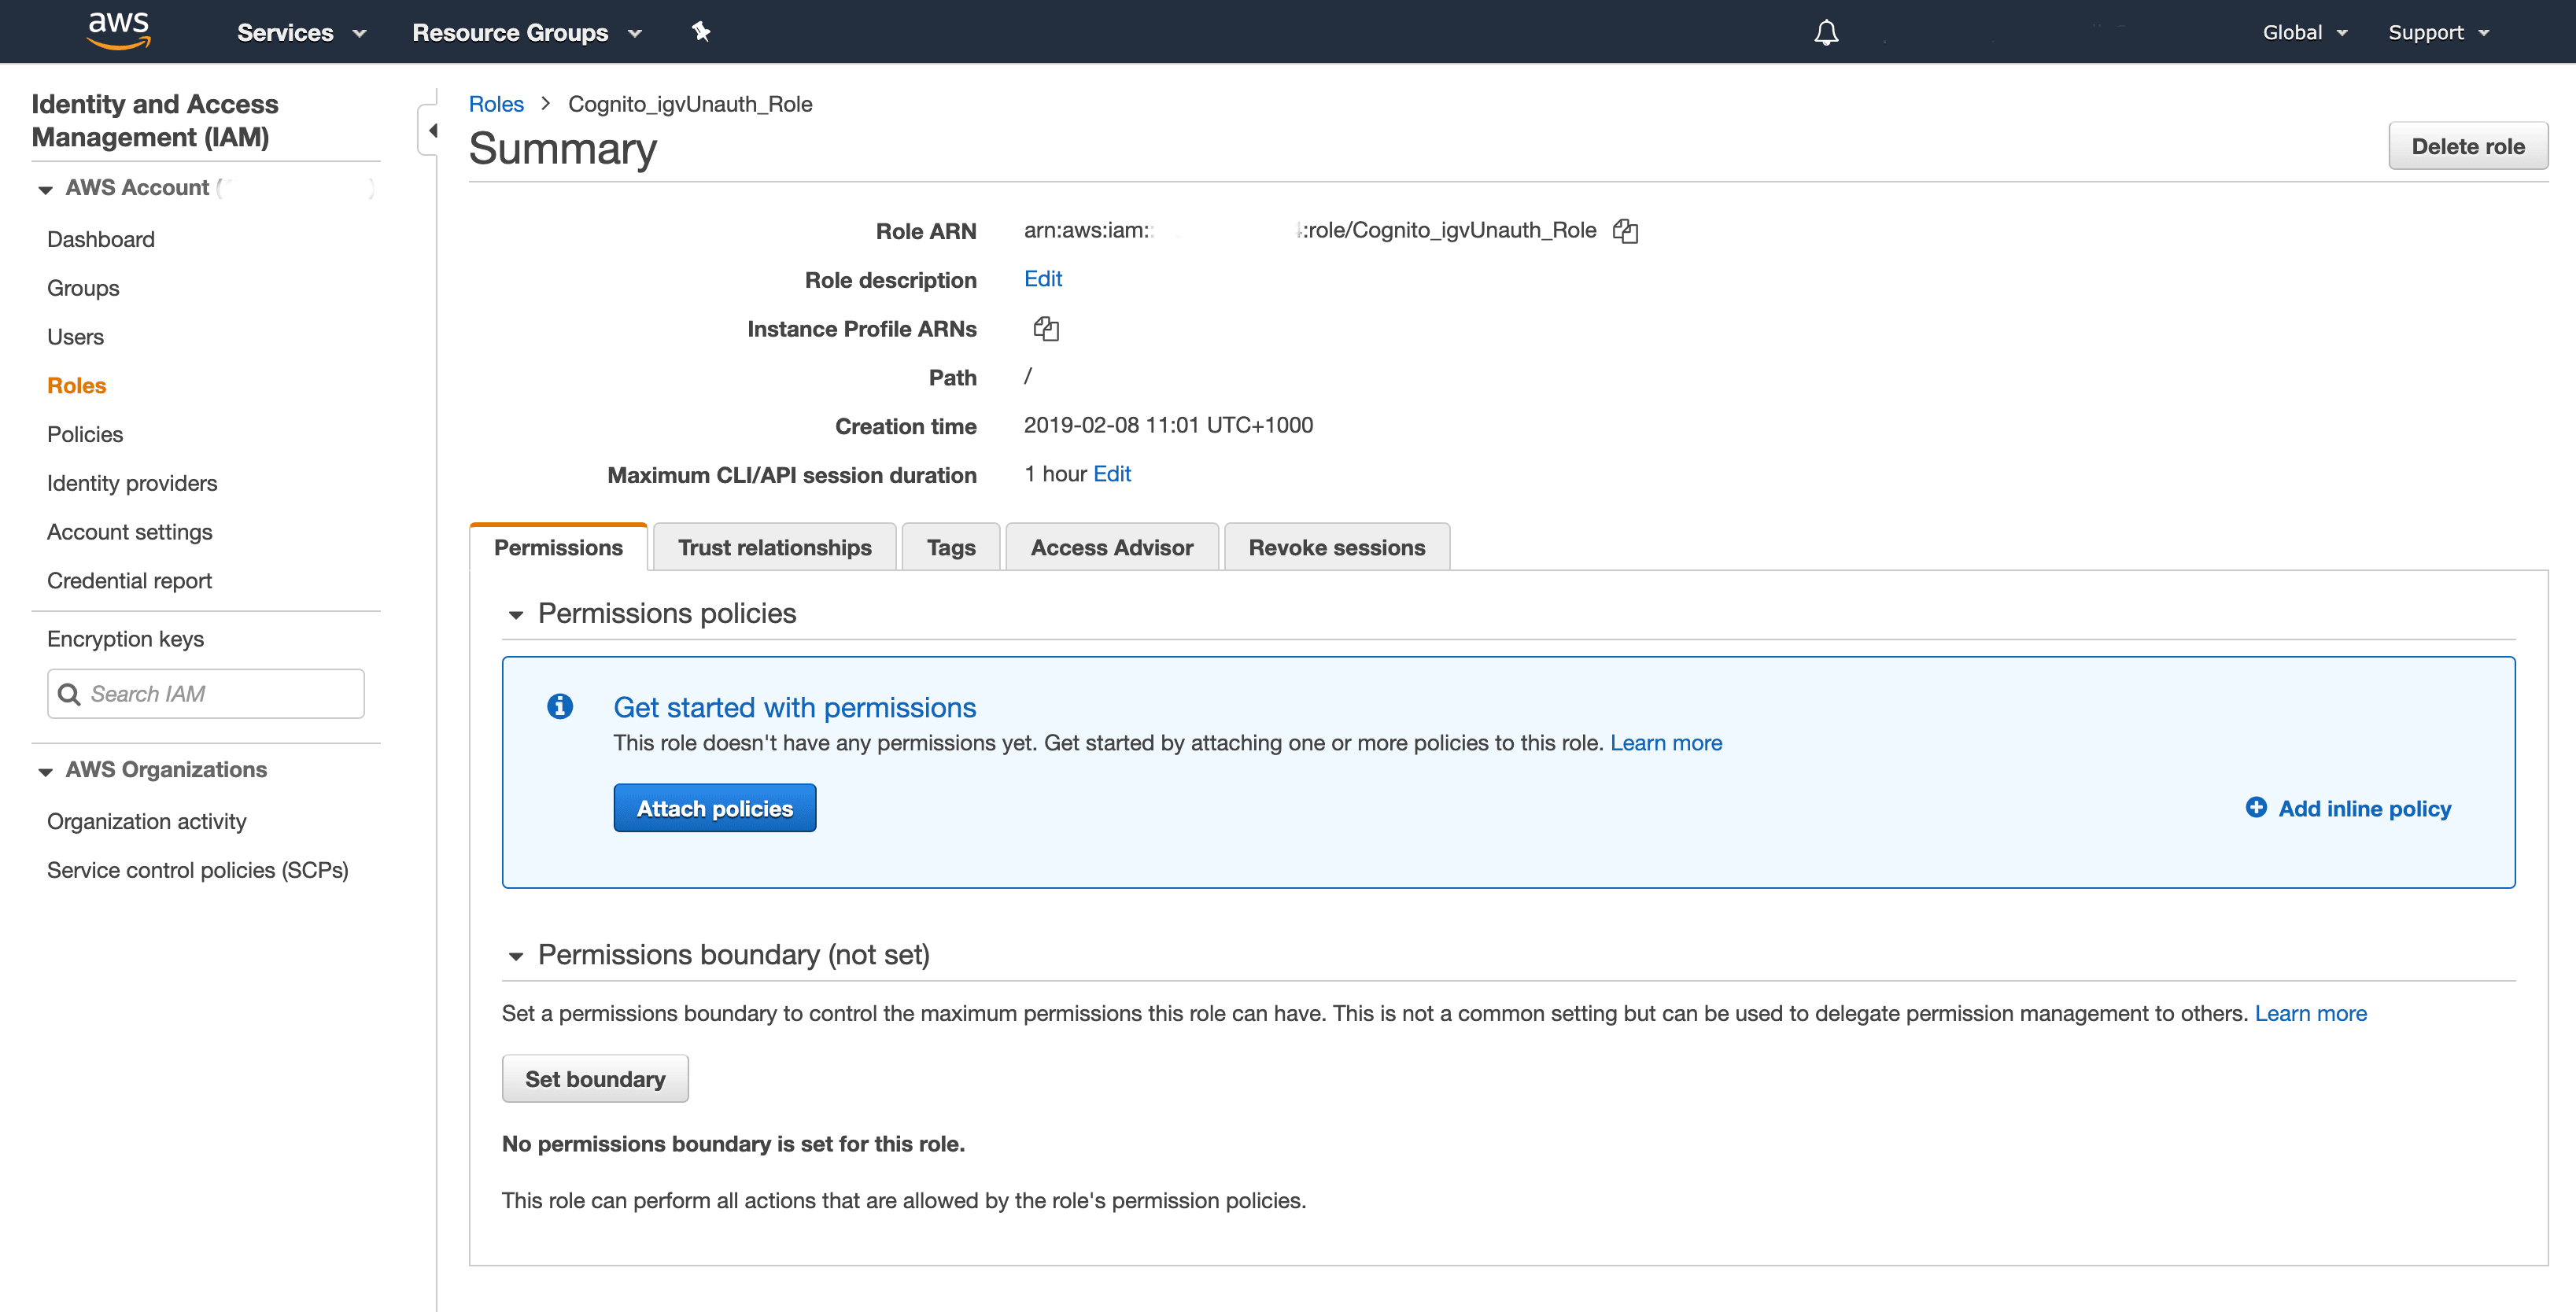 aws Services Resource Groups Global Support
Identity and Access
Management (IAM)
AWS Account ( )
Dashboard
Groups
Users
Roles
Policies
Identity providers
Account settings
Credential report
Encryption keys
Search IAM
AWS Organizations
Organization activity
Service control policies (SCPs)
Roles > Cognito_igvUnauth_Role
Summary
Delete role
Role ARN arn:aws:iam:: :role/Cognito_igvUnauth_Role
Role description Edit
Instance Profile ARNs
Path /
Creation time 2019-02-08 11:01 UTC+1000
Maximum CLI/API session duration 1 hour Edit
Permissions Trust relationships Tags Access Advisor Revoke sessions
Permissions policies
Get started with permissions
This role doesn't have any permissions yet. Get started by attaching one or more policies to this role. Learn more
Attach policies Add inline policy
Permissions boundary (not set)
Set a permissions boundary to control the maximum permissions this role can have. This is not a common setting but can be used to delegate permission management to others. Learn more
Set boundary
No permissions boundary is set for this role.
This role can perform all actions that are allowed by the role's permission policies.